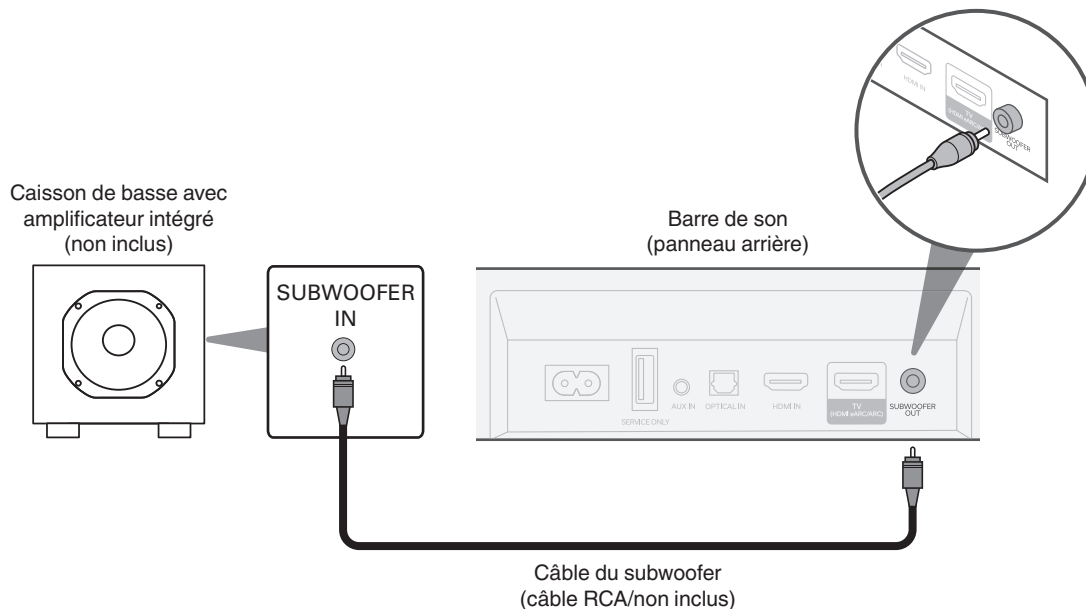 HDMI IN
TV
(HDMI eARC/
SUBWOOFER
OUT
Caisson de basse avec
amplificateur intégré
(non inclus)
Barre de son
(panneau arrière)
SUBWOOFER
IN
SERVICE ONLY
AUX IN
OPTICAL IN
HDMI IN
TV
(HDMI eARC/ARC)
SUBWOOFER
OUT
Câble du subwoofer
(câble RCA/non inclus)